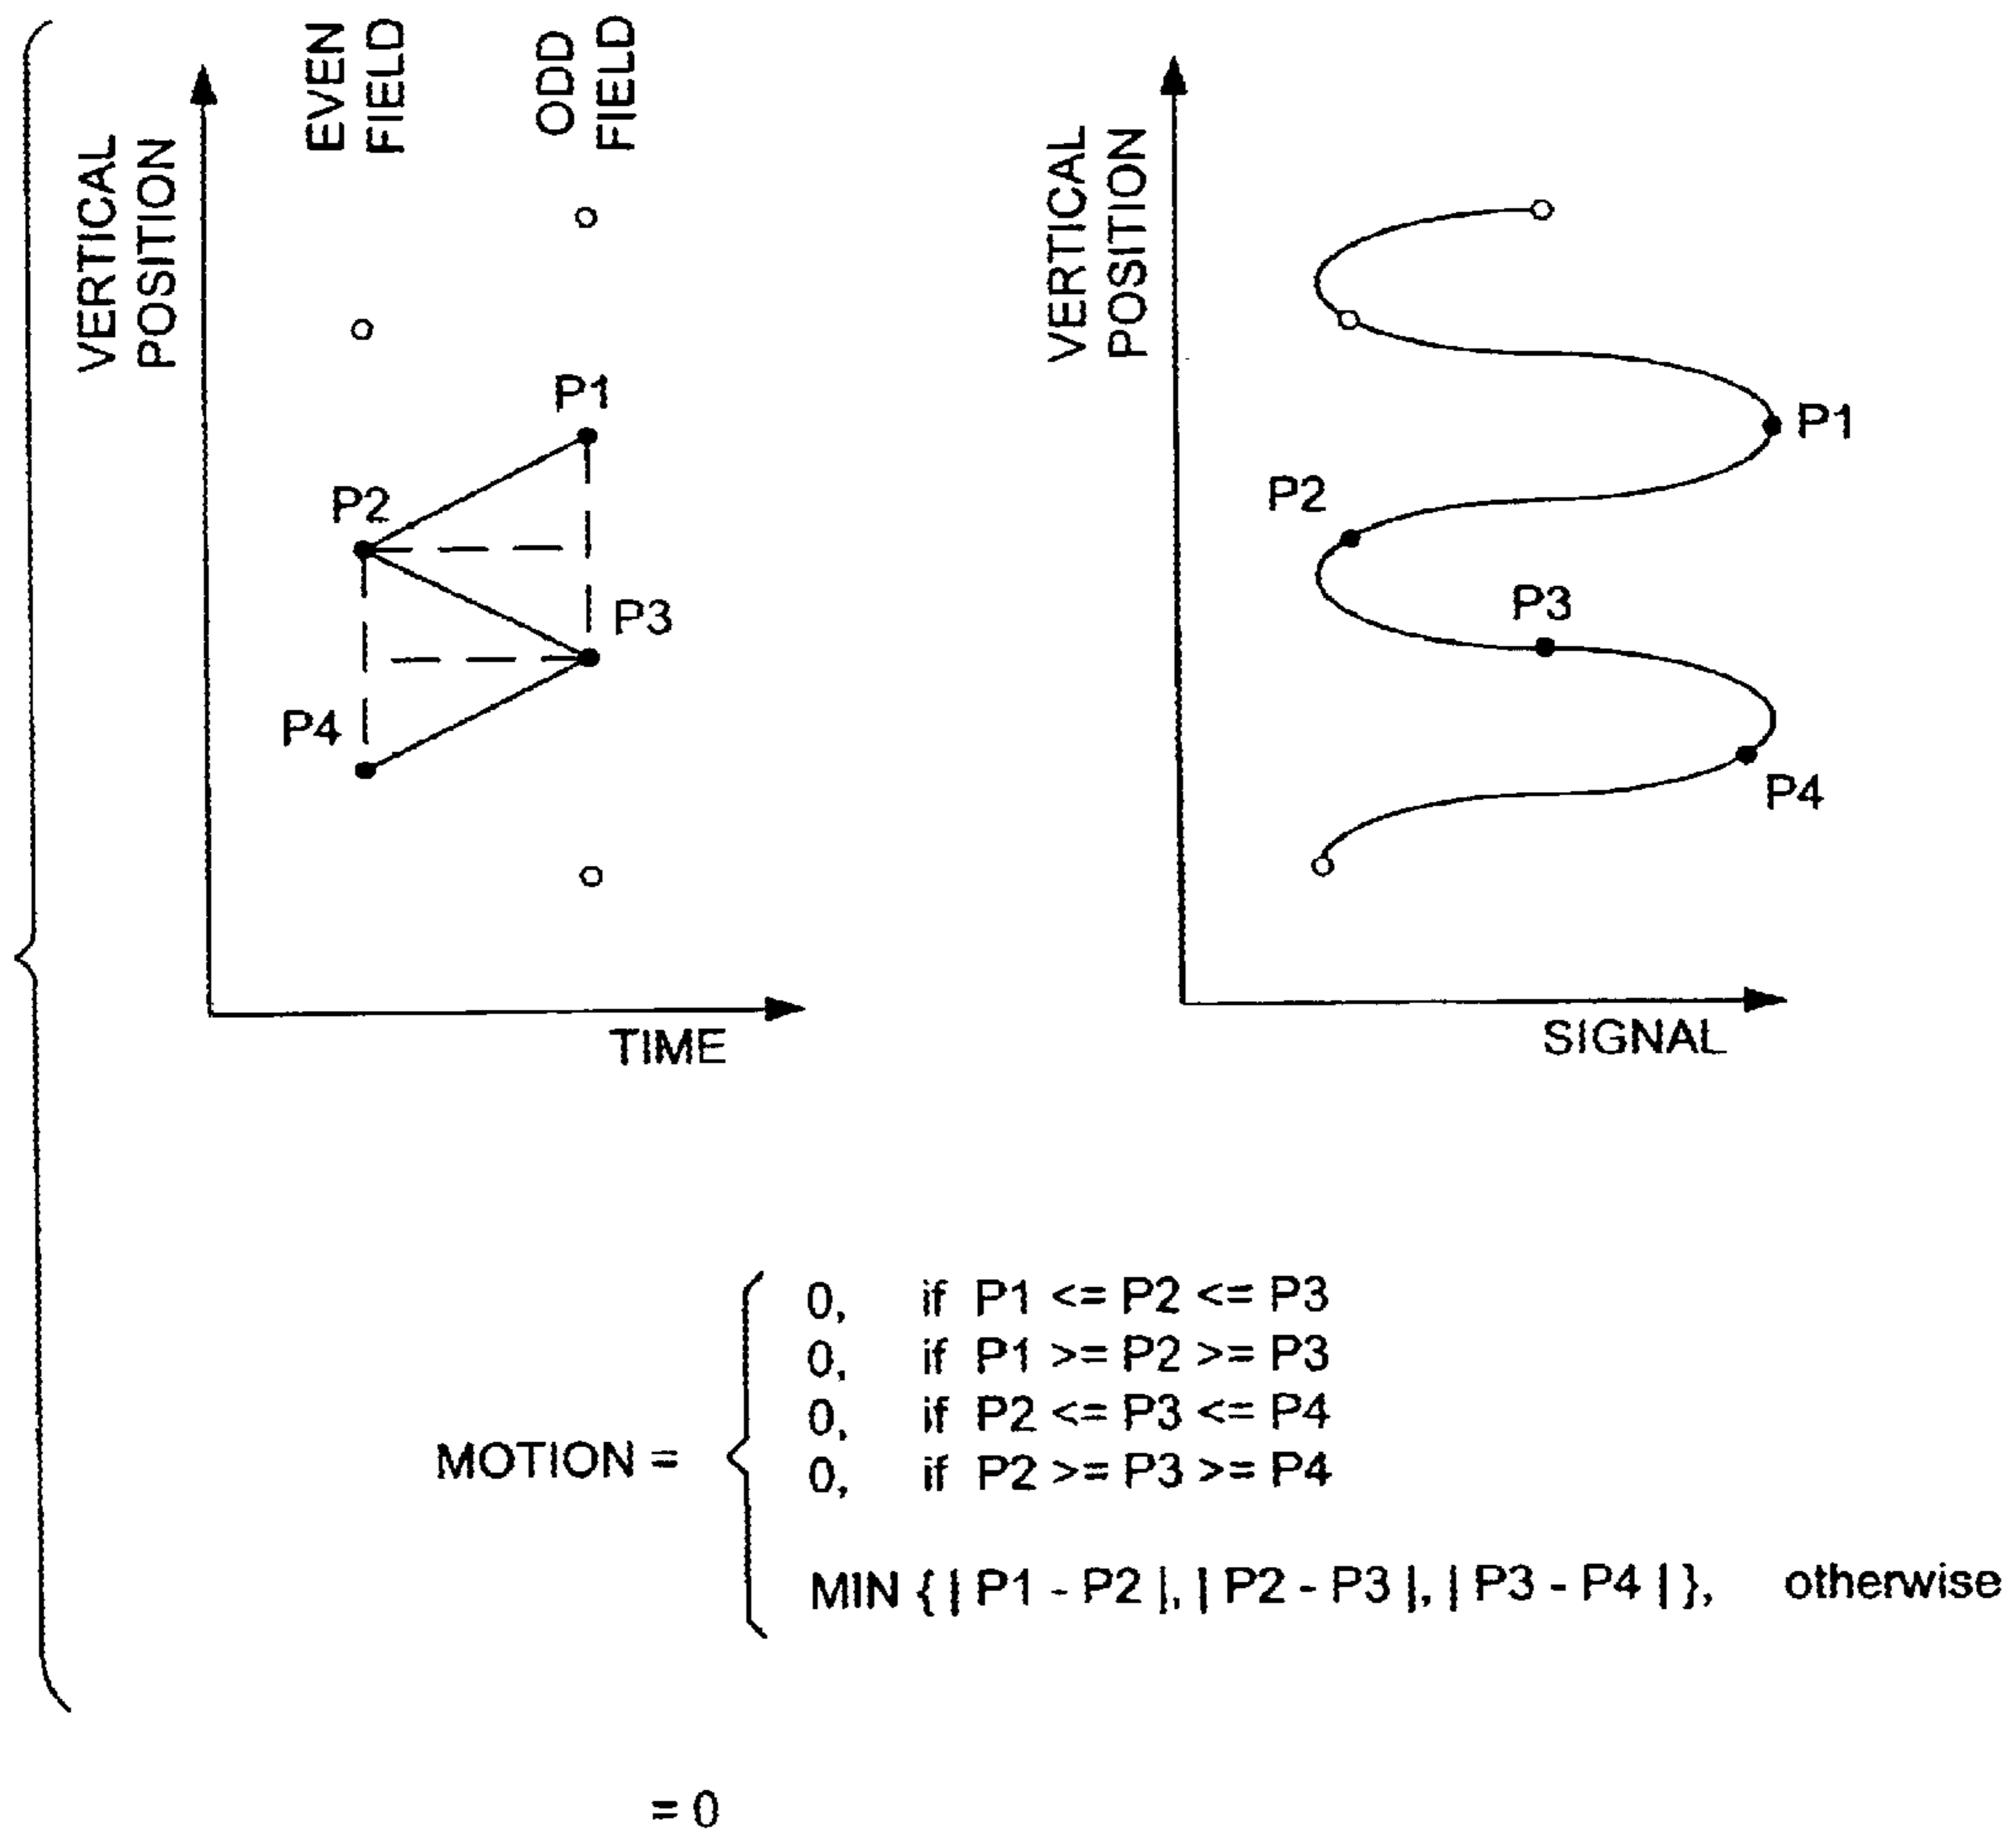 EVEN
FIELD
ODD
FIELD
VERTICAL
POSITION
P1
P2
P3
P4
TIME
VERTICAL
POSITION
P1
P2
P3
P4
SIGNAL
MOTION =
0, if P1 <= P2 <= P3
0, if P1 >= P2 >= P3
0, if P2 <= P3 <= P4
0, if P2 >= P3 >= P4
MIN { | P1 - P2 |, | P2 - P3 |, | P3 - P4 | }, otherwise
= 0